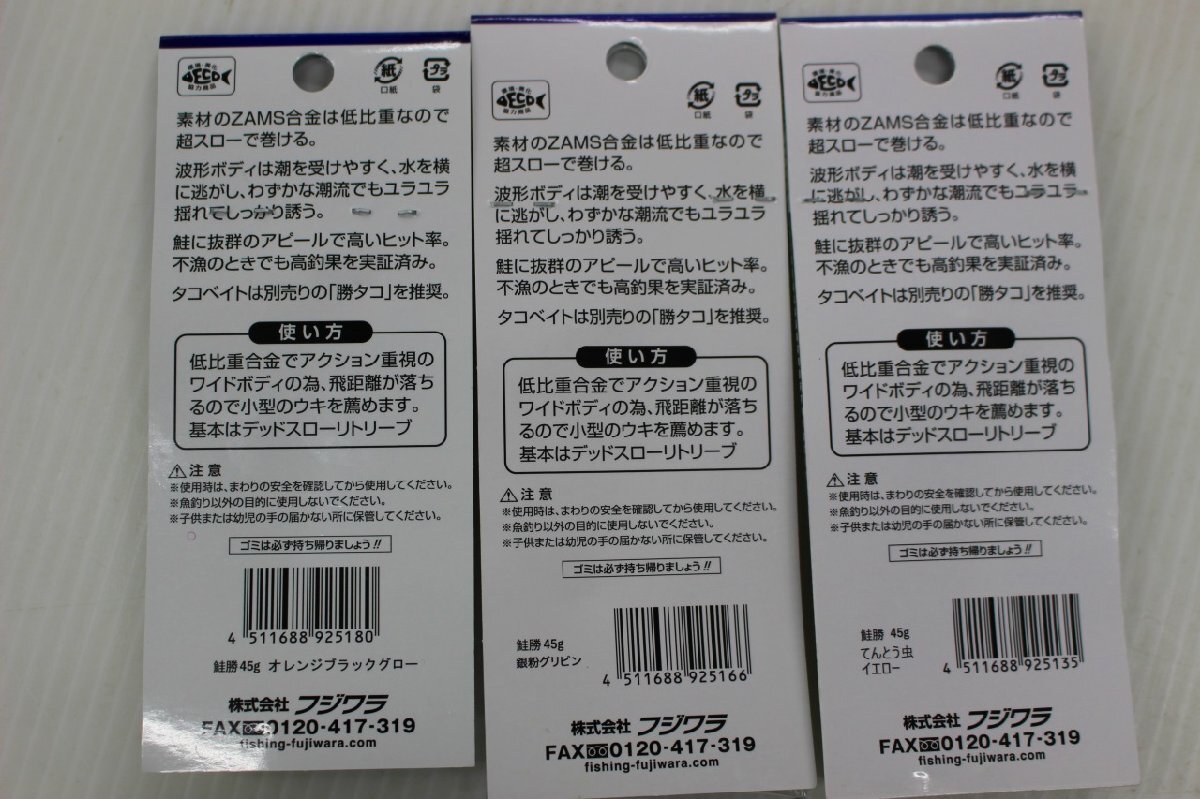 ECO
協力商品
紙
口紙
プラ
袋
素材のZAMS合金は低比重なので
超スローで巻ける。
波形ボディは潮を受けやすく、水を横
に逃がし、わずかな潮流でもユラユラ
揺れてしっかり誘う。
鮭に抜群のアピールで高いヒット率。
不漁のときでも高釣果を実証済み。
タコベイトは別売りの「勝タコ」を推奨。
使い方
低比重合金でアクション重視の
ワイドボディの為、飛距離が落ち
るので小型のウキを薦めます。
基本はデッドスローリトリーブ
⚠注意
※使用時は、まわりの安全を確認してから使用してください。
※魚釣り以外の目的に使用しないでください。
※子供または幼児の手の届かない所に保管してください。
ゴミは必ず持ち帰りましょう!!
4 511688 925180
鮭勝45g オレンジブラックグロー
株式会社 フジワラ
FAX 0120-417-319
fishing-fujiwara.com
ECO
協力商品
紙
口紙
プラ
袋
素材のZAMS合金は低比重なので
超スローで巻ける。
波形ボディは潮を受けやすく、水を横
に逃がし、わずかな潮流でもユラユラ
揺れてしっかり誘う。
鮭に抜群のアピールで高いヒット率。
不漁のときでも高釣果を実証済み。
タコベイトは別売りの「勝タコ」を推奨。
使い方
低比重合金でアクション重視の
ワイドボディの為、飛距離が落ち
るので小型のウキを薦めます。
基本はデッドスローリトリーブ
⚠注意
※使用時は、まわりの安全を確認してから使用してください。
※魚釣り以外の目的に使用しないでください。
※子供または幼児の手の届かない所に保管してください。
ゴミは必ず持ち帰りましょう!!
鮭勝 45g
銀粉グリピン
4 511688 925166
株式会社 フジワラ
FAX 0120-417-319
fishing-fujiwara.com
ECO
協力商品
紙
口紙
プラ
袋
素材のZAMS合金は低比重なので
超スローで巻ける。
波形ボディは潮を受けやすく、水を横
に逃がし、わずかな潮流でもユラユラ
揺れてしっかり誘う。
鮭に抜群のアピールで高いヒット率。
不漁のときでも高釣果を実証済み。
タコベイトは別売りの「勝タコ」を推奨。
使い方
低比重合金でアクション重視の
ワイドボディの為、飛距離が落ち
るので小型のウキを薦めます。
基本はデッドスローリトリーブ
⚠注意
※使用時は、まわりの安全を確認してから使用してください。
※魚釣り以外の目的に使用しないでください。
※子供または幼児の手の届かない所に保管してください。
ゴミは必ず持ち帰りましょう!!
鮭勝 45g
てんとう虫
イエロー
4 511688 925135
株式会社 フジワラ
FAX 0120-417-319
fishing-fujiwara.com